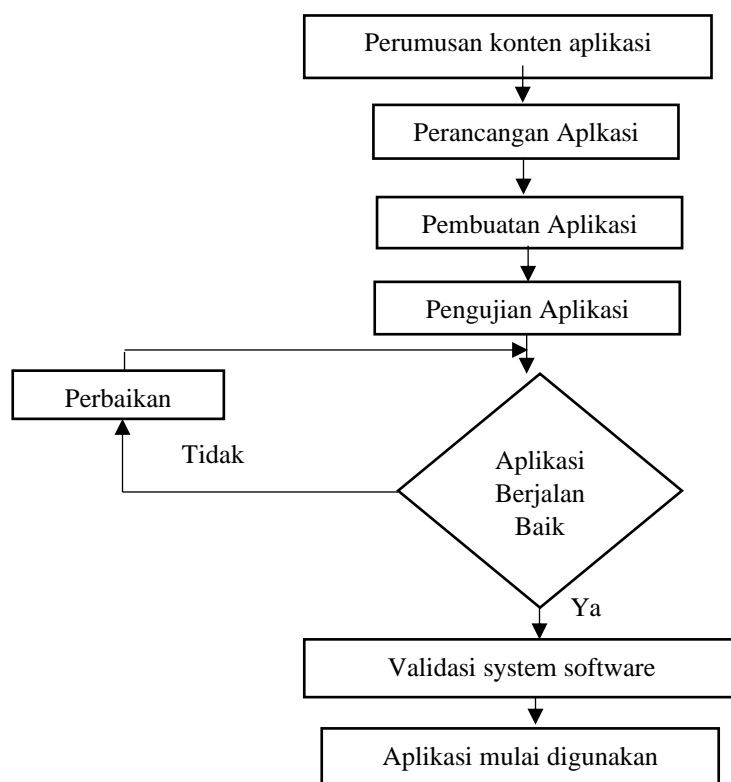 Perumusan konten aplikasi
Perancangan Aplkasi
Pembuatan Aplikasi
Pengujian Aplikasi
Perbaikan
Tidak
Aplikasi
Berjalan
Baik
Ya
Validasi system software
Aplikasi mulai digunakan